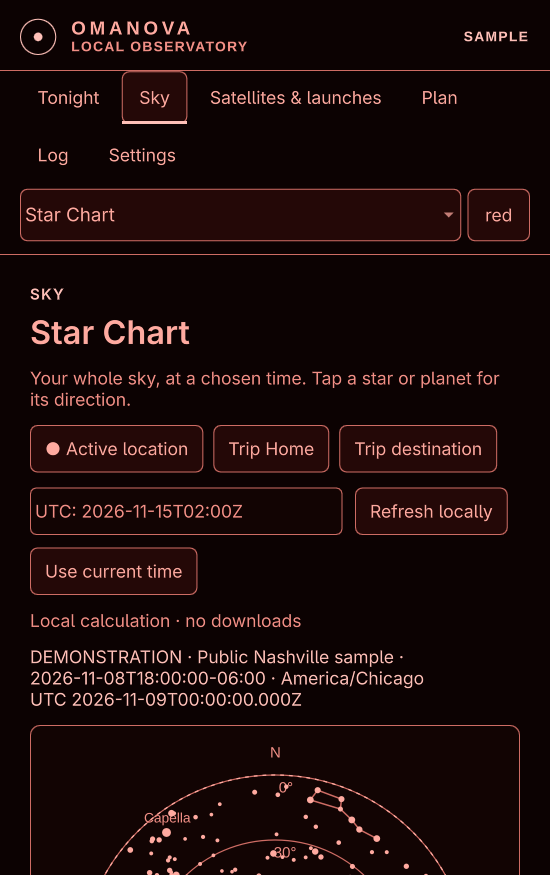 OMANOVA
LOCAL OBSERVATORY
SAMPLE
Tonight
Sky
Satellites & launches
Plan
Log
Settings
Star Chart
red
SKY
Star Chart
Your whole sky, at a chosen time. Tap a star or planet for
its direction.
Active location
Trip Home
Trip destination
UTC: 2026-11-15T02:00Z
Refresh locally
Use current time
Local calculation · no downloads
DEMONSTRATION · Public Nashville sample ·
2026-11-08T18:00:00-06:00 · America/Chicago
UTC 2026-11-09T00:00:00.000Z
N
0°
Capella
30°